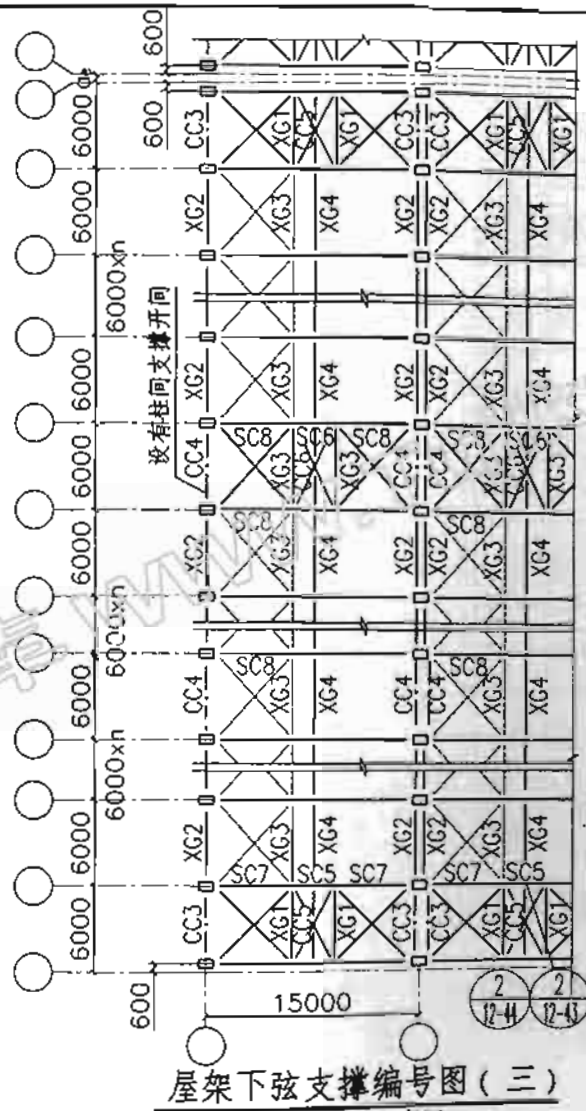 600
600
6000
CC3 XG1 CC5 XG1 CC3 CC3 XG1 CC5 XG1
6000
XG2 XG3 XG4 XG2 XG2 XG3 XG4
6000xn
设有柱间支撑开间
6000
XG2 XG3 XG4 XG2 XG2 XG3 XG4
SC8 SC6 SC8 SC8 SC6
6000
CC4 XG3 CC6 XG3 CC4 CC4 XG3 XG3
SC8 SC8
6000
XG2 XG3 XG4 XG2 XG2 XG3 XG4
6000xn
SC8 SC8
6000
CC4 XG3 XG4 CC4 CC4 XG3 XG4
6000xn
6000
XG2 XG3 XG4 XG2 XG2 XG3 XG4
SC7 SC5 SC7 SC7 SC5
6000
CC3 XG1 CC5 XG1 CC3 CC3 XG1 CC5 XG1
600
15000
2 2
12-44 12-43
屋架下弦支撑编号图(三)